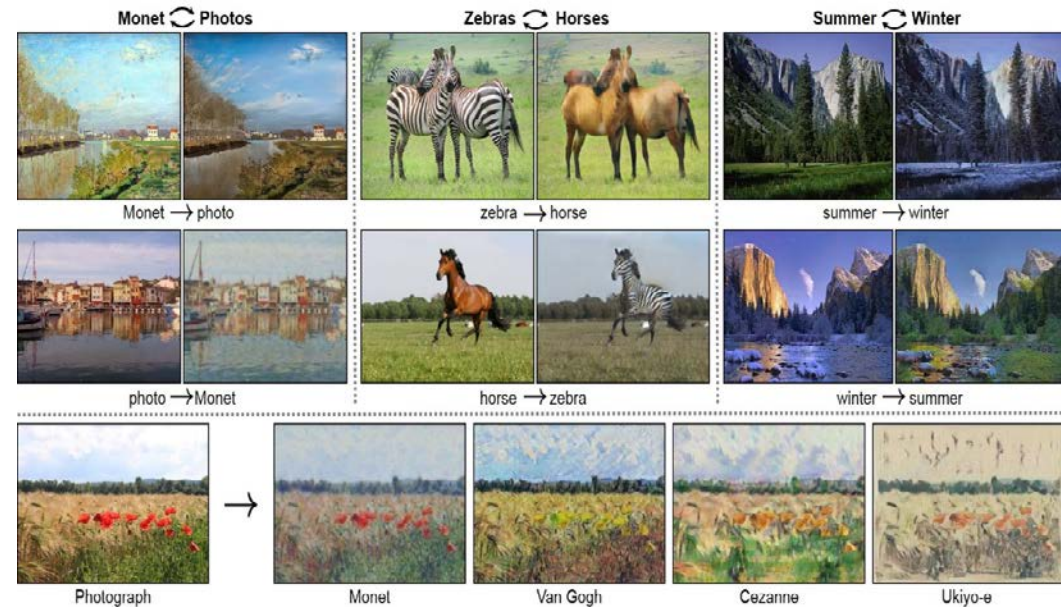 Monet Photos
Zebras Horses
Summer Winter
Monet → photo
zebra → horse
summer → winter
photo → Monet
horse → zebra
winter → summer
→
Photograph
Monet
Van Gogh
Cezanne
Ukiyo-e